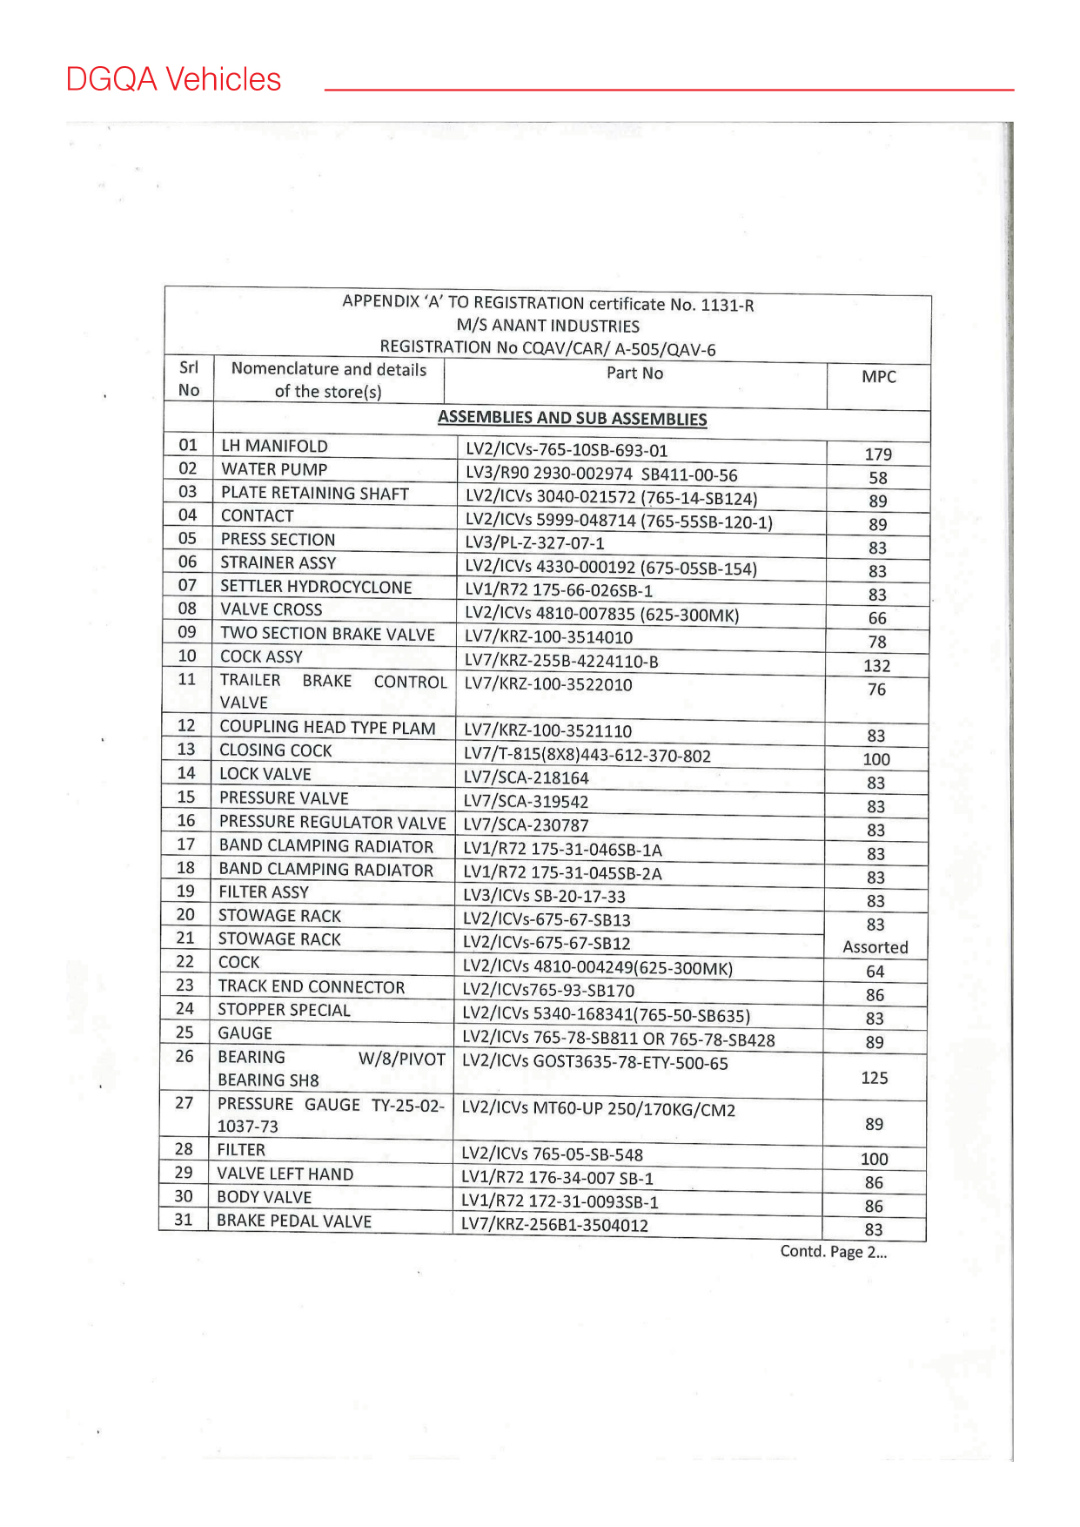 DGQA Vehicles
APPENDIX 'A' TO REGISTRATION certificate No. 1131-R
M/S ANANT INDUSTRIES
REGISTRATION No CQAV/CAR/ A-505/QAV-6
Srl No | Nomenclature and details of the store(s) | Part No | MPC
ASSEMBLIES AND SUB ASSEMBLIES
01 LH MANIFOLD LV2/ICVs-765-10SB-693-01 179
02 WATER PUMP LV3/R90 2930-002974 SB411-00-56 58
03 PLATE RETAINING SHAFT LV2/ICVs 3040-021572 (765-14-SB124) 89
04 CONTACT LV2/ICVs 5999-048714 (765-55SB-120-1) 89
05 PRESS SECTION LV3/PL-Z-327-07-1 83
06 STRAINER ASSY LV2/ICVs 4330-000192 (675-05SB-154) 83
07 SETTLER HYDROCYCLONE LV1/R72 175-66-026SB-1 83
08 VALVE CROSS LV2/ICVs 4810-007835 (625-300MK) 66
09 TWO SECTION BRAKE VALVE LV7/KRZ-100-3514010 78
10 COCK ASSY LV7/KRZ-255B-4224110-B 132
11 TRAILER BRAKE CONTROL VALVE LV7/KRZ-100-3522010 76
12 COUPLING HEAD TYPE PLAM LV7/KRZ-100-3521110 83
13 CLOSING COCK LV7/T-815(8X8)443-612-370-802 100
14 LOCK VALVE LV7/SCA-218164 83
15 PRESSURE VALVE LV7/SCA-319542 83
16 PRESSURE REGULATOR VALVE LV7/SCA-230787 83
17 BAND CLAMPING RADIATOR LV1/R72 175-31-046SB-1A 83
18 BAND CLAMPING RADIATOR LV1/R72 175-31-045SB-2A 83
19 FILTER ASSY LV3/ICVs SB-20-17-33 83
20 STOWAGE RACK LV2/ICVs-675-67-SB13 83
21 STOWAGE RACK LV2/ICVs-675-67-SB12 Assorted
22 COCK LV2/ICVs 4810-004249(625-300MK) 64
23 TRACK END CONNECTOR LV2/ICVs765-93-SB170 86
24 STOPPER SPECIAL LV2/ICVs 5340-168341(765-50-SB635) 83
25 GAUGE LV2/ICVs 765-78-SB811 OR 765-78-SB428 89
26 BEARING W/8/PIVOT BEARING SH8 LV2/ICVs GOST3635-78-ETY-500-65 125
27 PRESSURE GAUGE TY-25-02-1037-73 LV2/ICVs MT60-UP 250/170KG/CM2 89
28 FILTER LV2/ICVs 765-05-SB-548 100
29 VALVE LEFT HAND LV1/R72 176-34-007 SB-1 86
30 BODY VALVE LV1/R72 172-31-0093SB-1 86
31 BRAKE PEDAL VALVE LV7/KRZ-256B1-3504012 83
Contd. Page 2...